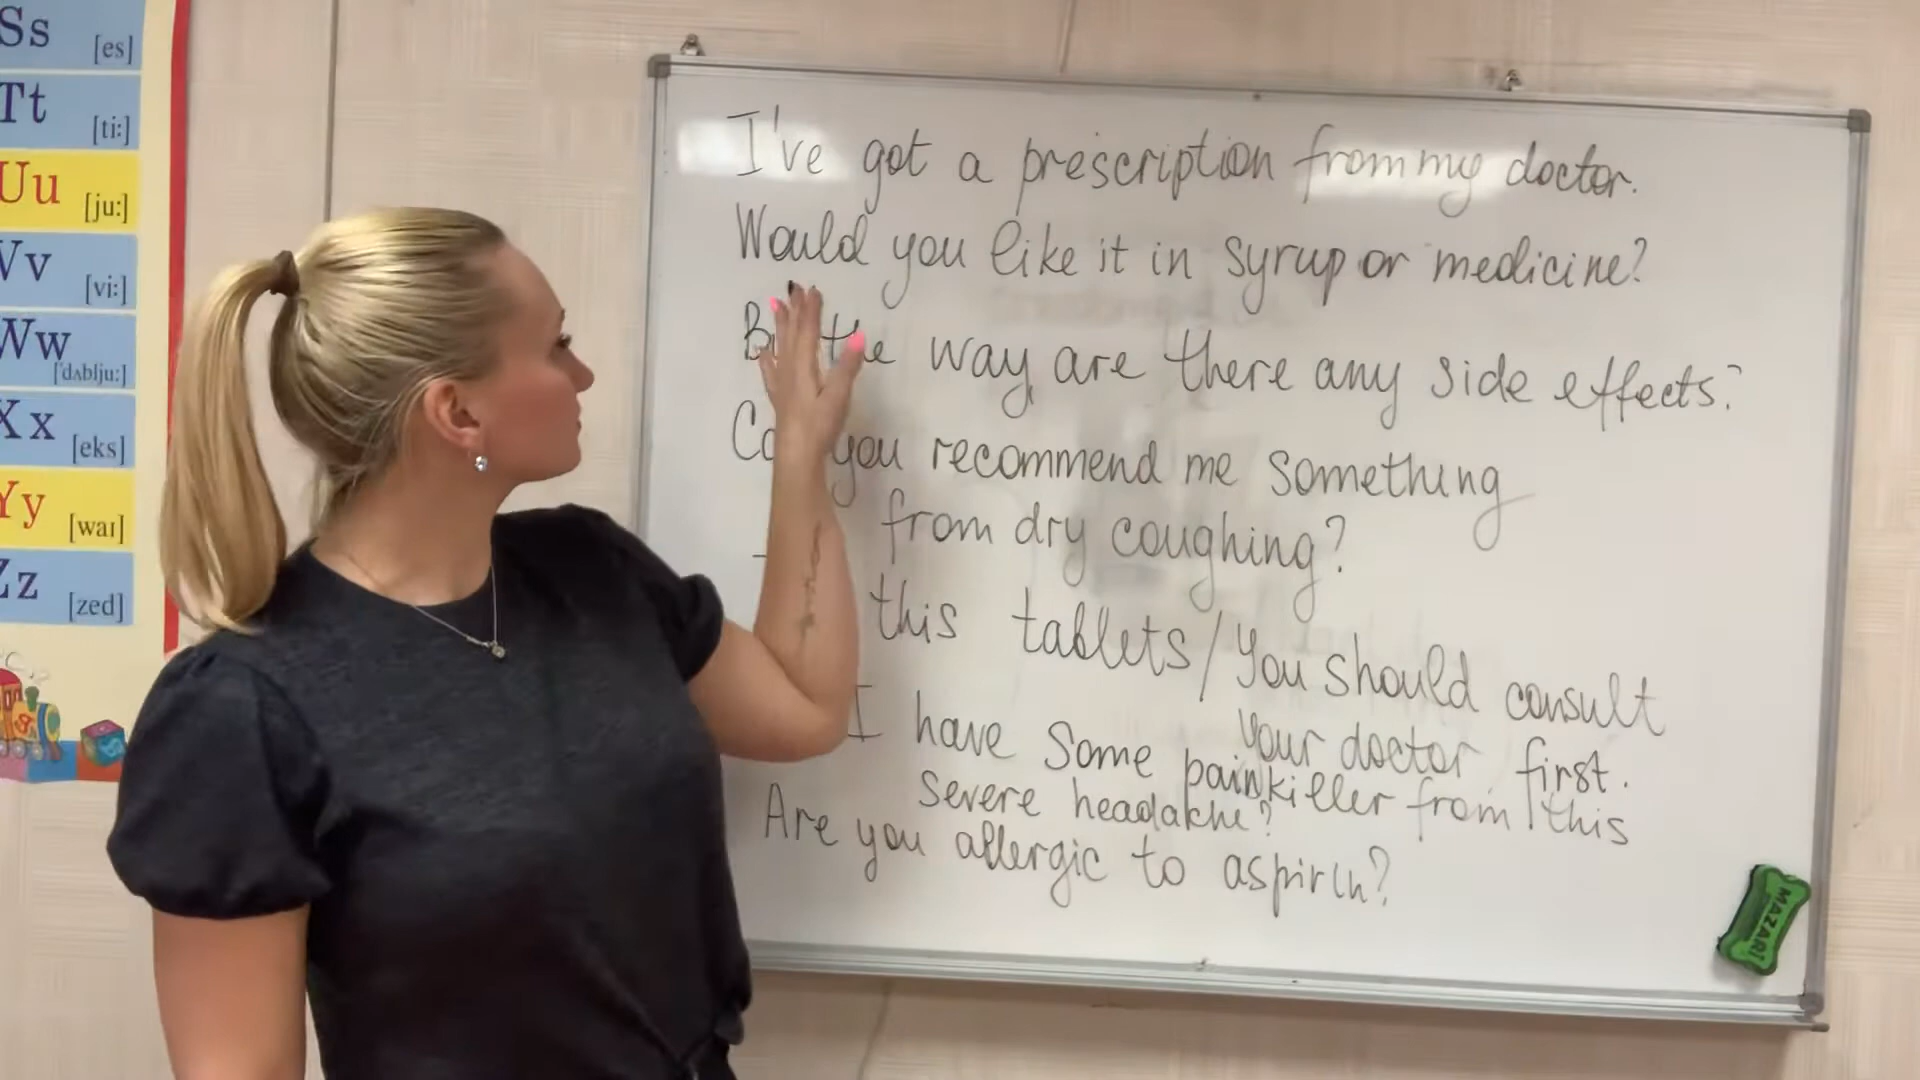 Ss [es]
Tt [ti:]
Uu [ju:]
Vv [vi:]
Ww ['dʌblju:]
Xx [eks]
Yy [waɪ]
Zz [zed]
I've got a prescription from my doctor.
Would you like it in syrup or medicine?
the way are there any side effects?
you recommend me something
from dry coughing?
this tablets / You should consult
your doctor first.
I have some painkiller from this
severe headakhe?
Are you allergic to aspirin?
MAZARI